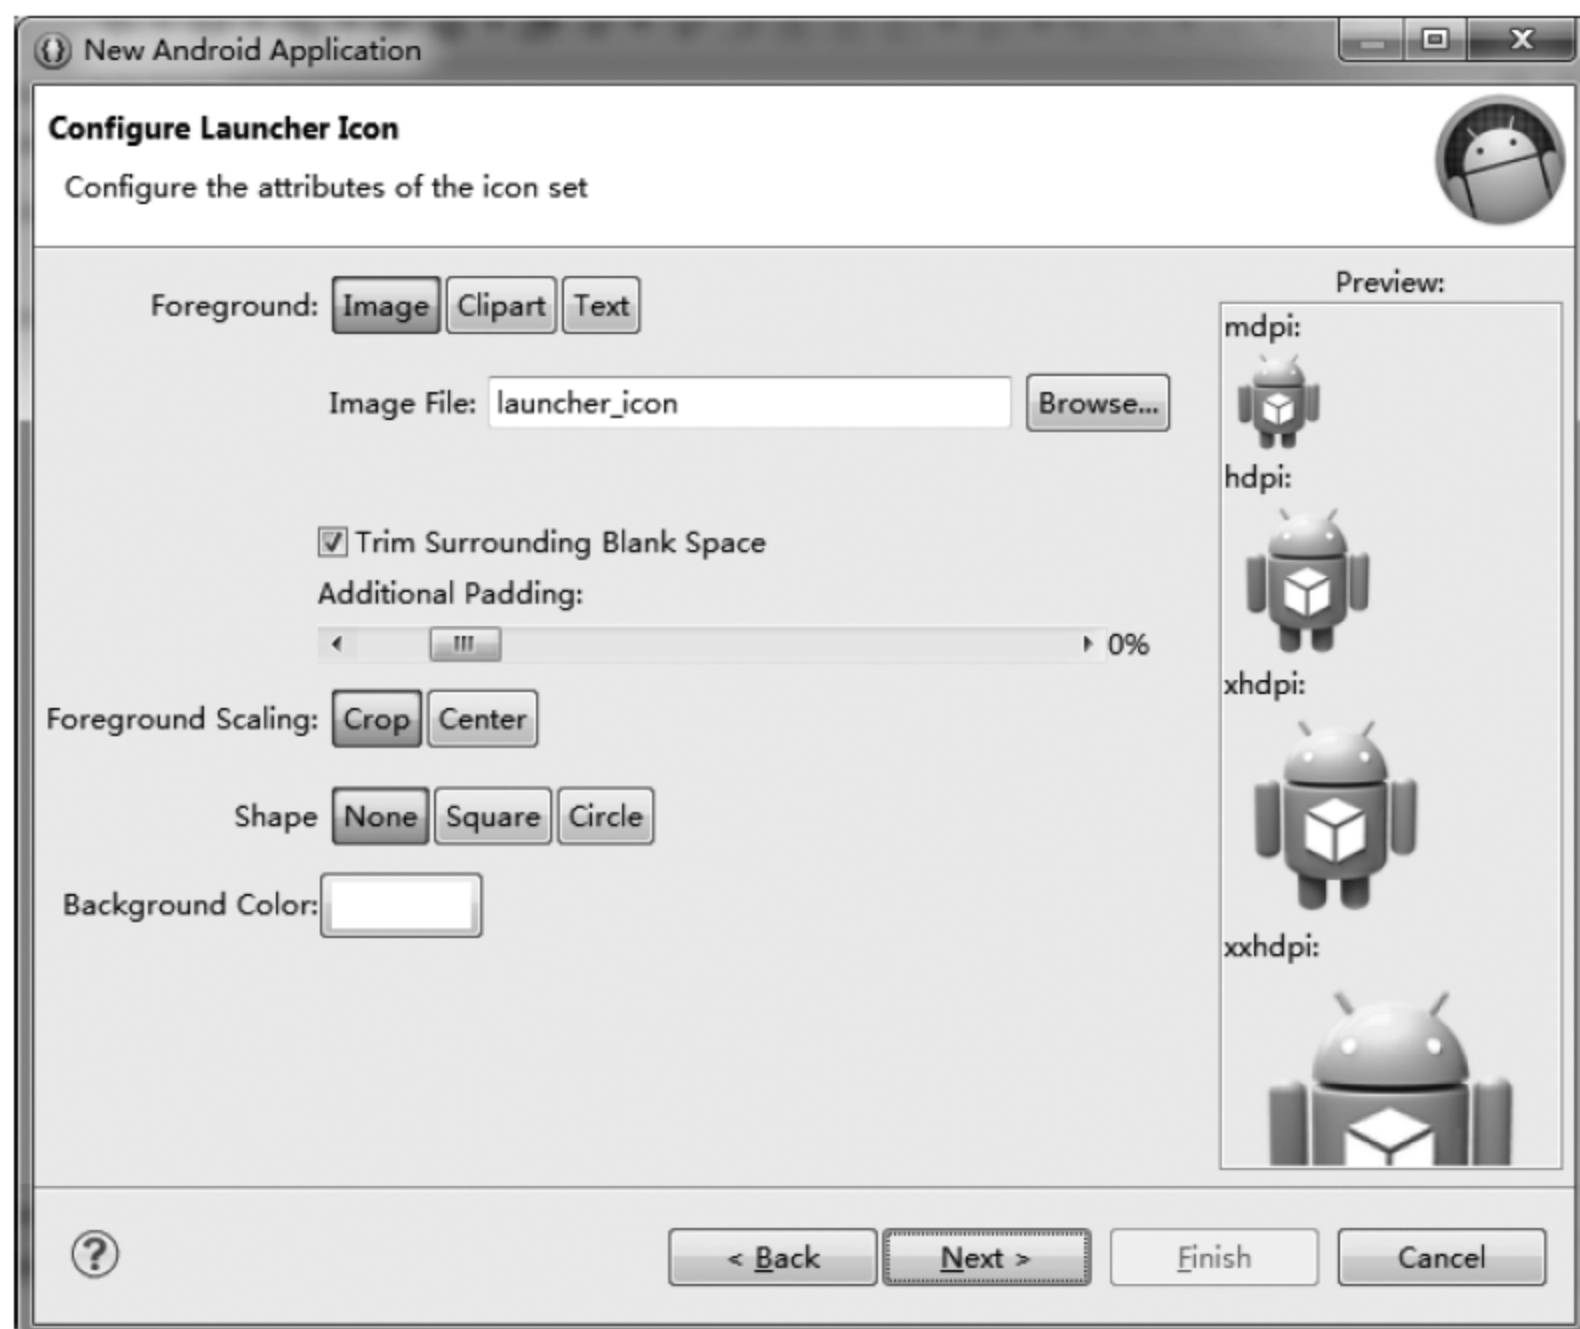 New Android Application
Configure Launcher Icon
Configure the attributes of the icon set
Foreground: Image Clipart Text
Image File: launcher_icon Browse...
Trim Surrounding Blank Space
Additional Padding:
0%
Foreground Scaling: Crop Center
Shape None Square Circle
Background Color:
Preview:
mdpi:
hdpi:
xhdpi:
xxhdpi:
< Back Next > Finish Cancel